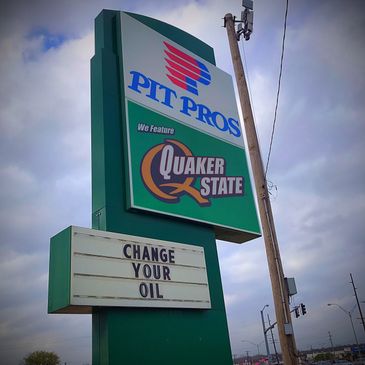 PIT PROS
We Feature
QUAKER
STATE
CHANGE
YOUR
OIL